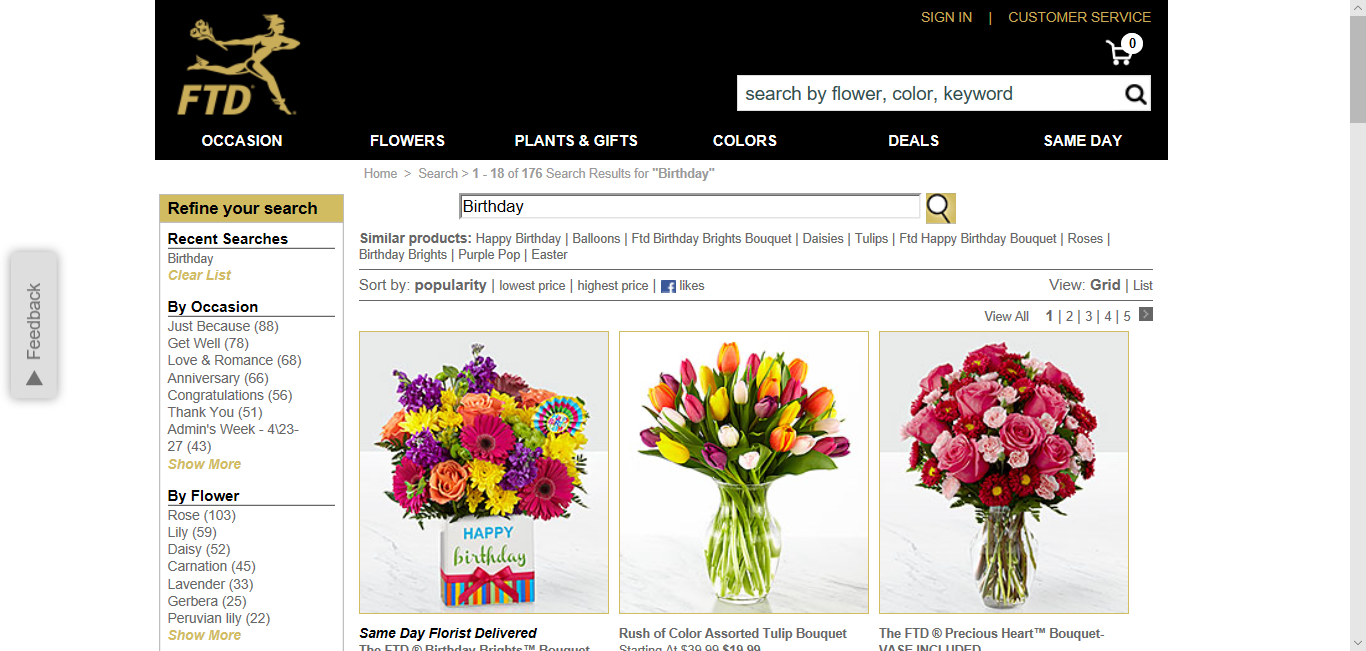 SIGN IN | CUSTOMER SERVICE
0
FTD
search by flower, color, keyword
OCCASION FLOWERS PLANTS & GIFTS COLORS DEALS SAME DAY
Home > Search > 1 - 18 of 176 Search Results for "Birthday"
Refine your search
Recent Searches
Birthday
Clear List
By Occasion
Just Because (88)
Get Well (78)
Love & Romance (68)
Anniversary (66)
Congratulations (56)
Thank You (51)
Admin's Week - 4\23-
27 (43)
Show More
By Flower
Rose (103)
Lily (59)
Daisy (52)
Carnation (45)
Lavender (33)
Gerbera (25)
Peruvian lily (22)
Show More
Feedback
Birthday
Similar products: Happy Birthday | Balloons | Ftd Birthday Brights Bouquet | Daisies | Tulips | Ftd Happy Birthday Bouquet | Roses |
Birthday Brights | Purple Pop | Easter
Sort by: popularity | lowest price | highest price | f likes
View: Grid | List
View All 1 | 2 | 3 | 4 | 5
HAPPY
birthday
Same Day Florist Delivered
The FTD ® Birthday Brights™ Bouquet
Rush of Color Assorted Tulip Bouquet
Starting At $39.99 $19.99
The FTD ® Precious Heart™ Bouquet-
VASE INCLUDED